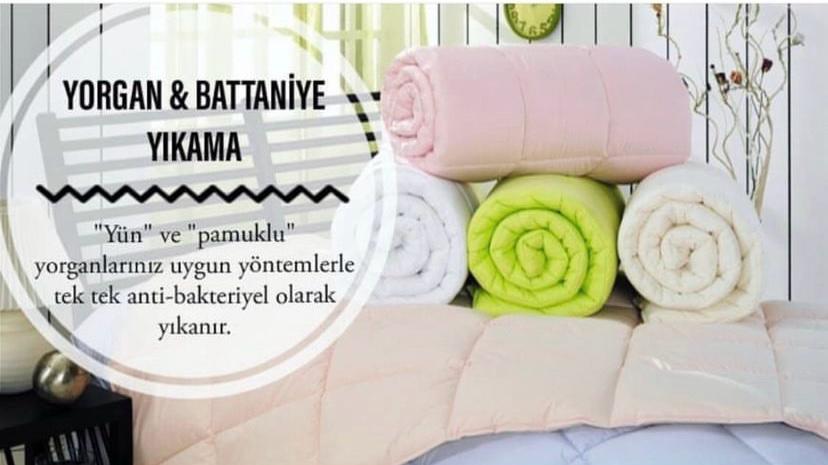 YORGAN & BATTANİYE
YIKAMA
"Yün" ve "pamuklu"
yorganlarınız uygun yöntemlerle
tek tek anti-bakteriyel olarak
yıkanır.